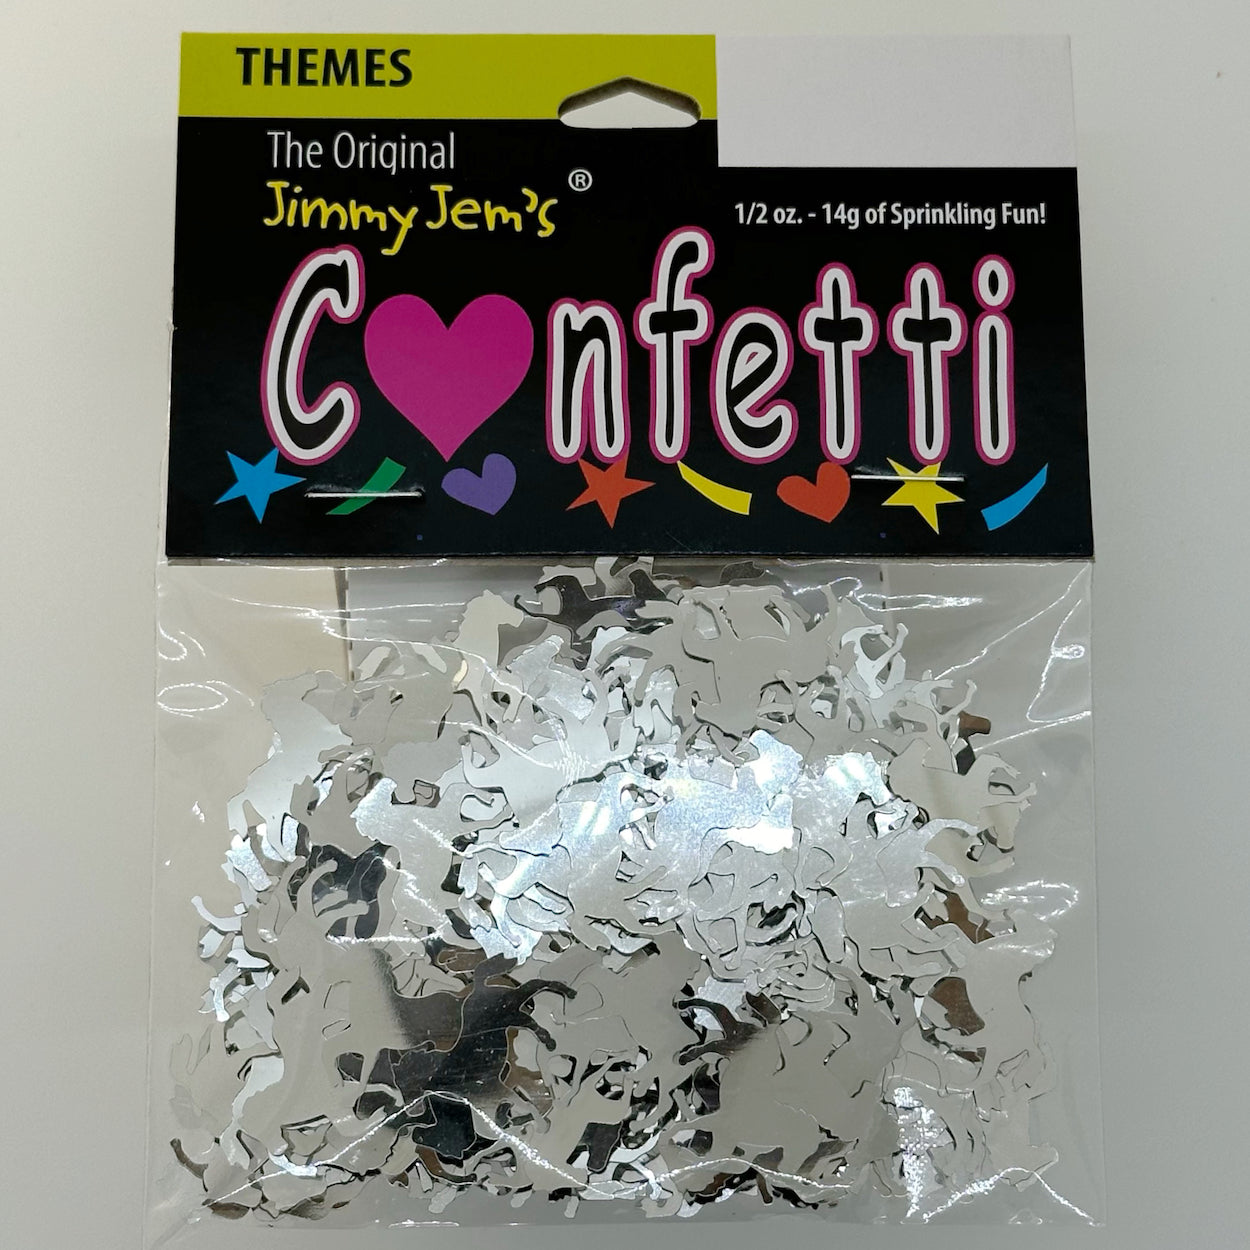 THEMES
The Original
Jimmy Jem's®
1/2 oz. - 14g of Sprinkling Fun!
Confetti